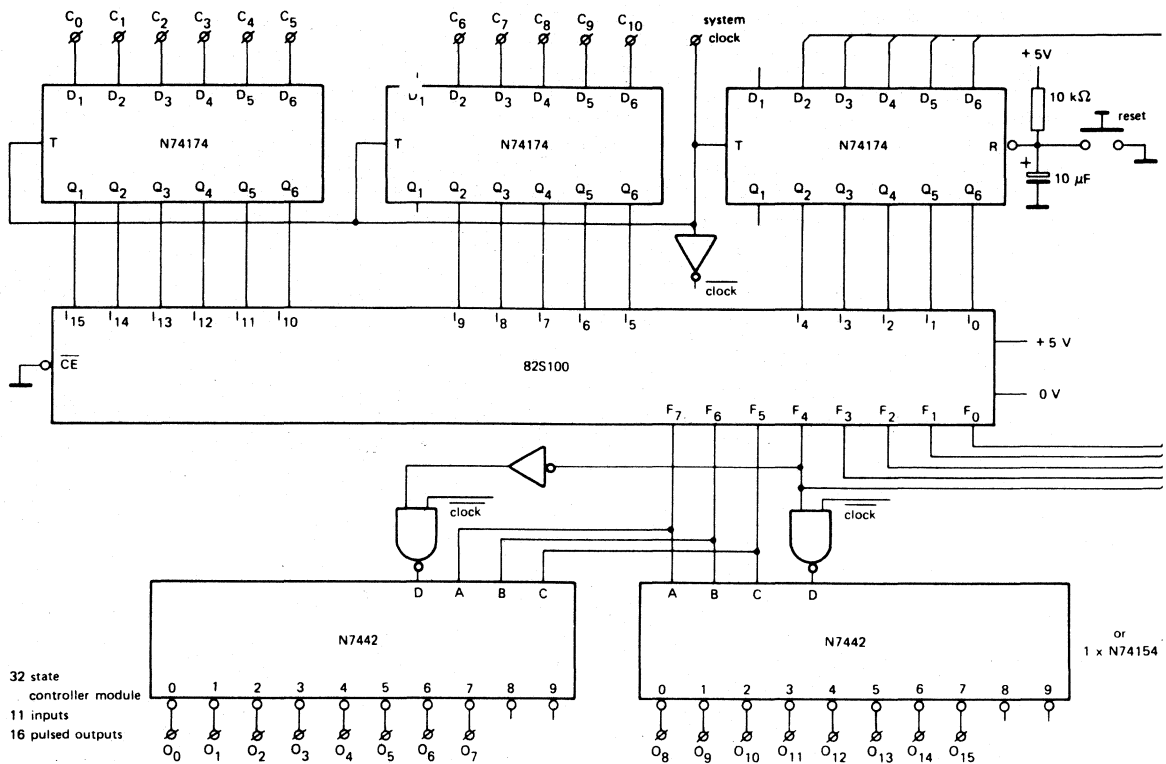 C0 C1 C2 C3 C4 C5 C6 C7 C8 C9 C10 system clock
+ 5V
D1 D2 D3 D4 D5 D6 D1 D2 D3 D4 D5 D6 D1 D2 D3 D4 D5 D6 10 kΩ
reset
T N74174 T N74174 T N74174 R
+
Q1 Q2 Q3 Q4 Q5 Q6 Q1 Q2 Q3 Q4 Q5 Q6 Q1 Q2 Q3 Q4 Q5 Q6 10 µF
clock
I15 I14 I13 I12 I11 I10 I9 I8 I7 I6 I5 I4 I3 I2 I1 I0
+ 5 V
CE 82S100
0 V
F7 F6 F5 F4 F3 F2 F1 F0
clock clock
D A B C A B C D
N7442 N7442
or
1 x N74154
32 state
controller module
11 inputs
16 pulsed outputs
0 1 2 3 4 5 6 7 8 9 0 1 2 3 4 5 6 7 8 9
O0 O1 O2 O3 O4 O5 O6 O7 O8 O9 O10 O11 O12 O13 O14 O15